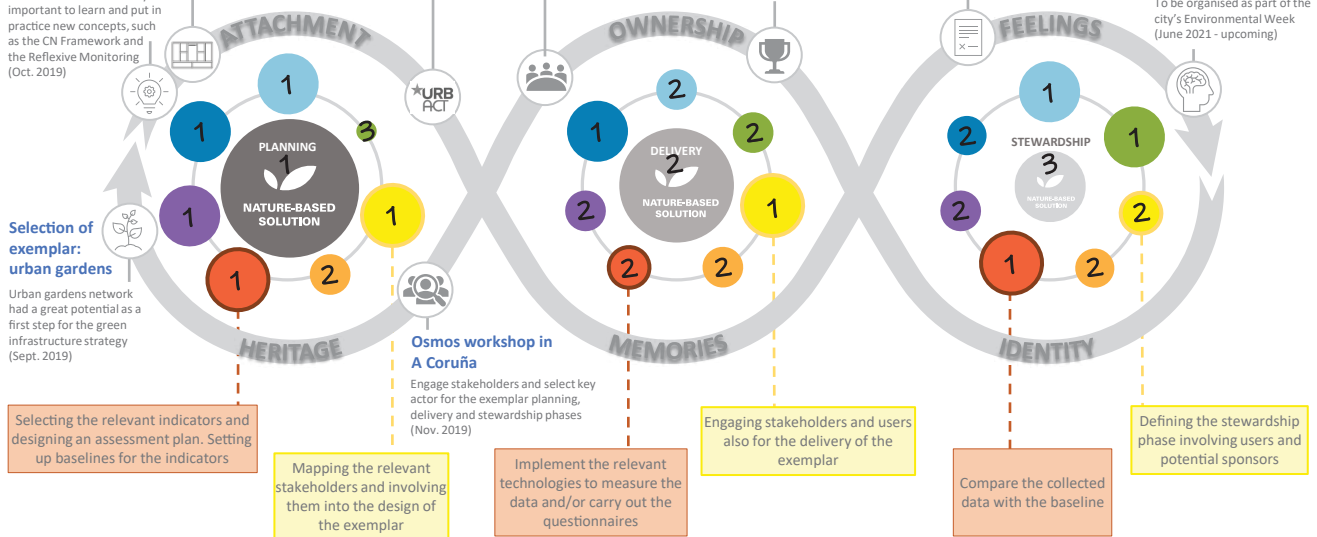 important to learn and put in
practice new concepts, such
as the CN Framework and
the Reflexive Monitoring
(Oct. 2019)
To be organised as part of the
city's Environmental Week
(June 2021 - upcoming)
ATTACHMENT
OWNERSHIP
FEELINGS
★URB
ACT
1
1
3
PLANNING
1
NATURE-BASED
SOLUTION
1
1
1
2
2
1
2
DELIVERY
2
NATURE-BASED
SOLUTION
2
1
2
2
1
2
1
STEWARDSHIP
3
NATURE-BASED
SOLUTION
2
2
1
2
Selection of
exemplar:
urban gardens
Urban gardens network
had a great potential as a
first step for the green
infrastructure strategy
(Sept. 2019)
HERITAGE
MEMORIES
IDENTITY
Osmos workshop in
A Coruña
Engage stakeholders and select key
actor for the exemplar planning,
delivery and stewardship phases
(Nov. 2019)
Selecting the relevant indicators and
designing an assessment plan. Setting
up baselines for the indicators
Mapping the relevant
stakeholders and involving
them into the design of
the exemplar
Implement the relevant
technologies to measure the
data and/or carry out the
questionnaires
Engaging stakeholders and users
also for the delivery of the
exemplar
Compare the collected
data with the baseline
Defining the stewardship
phase involving users and
potential sponsors